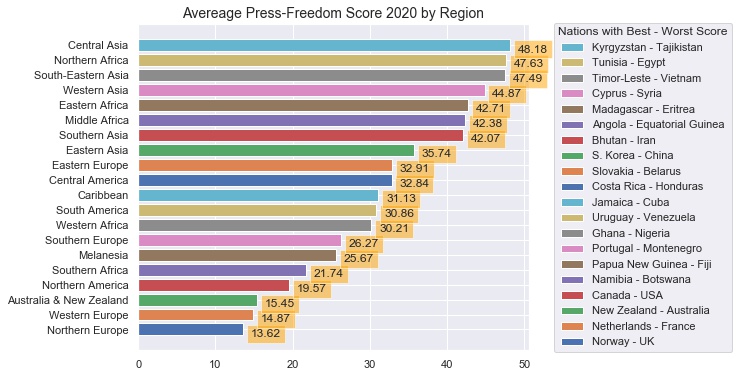 Avereage Press-Freedom Score 2020 by Region
Central Asia
Northern Africa
South-Eastern Asia
Western Asia
Eastern Africa
Middle Africa
Southern Asia
Eastern Asia
Eastern Europe
Central America
Caribbean
South America
Western Africa
Southern Europe
Melanesia
Southern Africa
Northern America
Australia & New Zealand
Western Europe
Northern Europe
48.18
47.63
47.49
44.87
42.71
42.38
42.07
35.74
32.91
32.84
31.13
30.86
30.21
26.27
25.67
21.74
19.57
15.45
14.87
13.62
0 10 20 30 40 50
Nations with Best - Worst Score
Kyrgyzstan - Tajikistan
Tunisia - Egypt
Timor-Leste - Vietnam
Cyprus - Syria
Madagascar - Eritrea
Angola - Equatorial Guinea
Bhutan - Iran
S. Korea - China
Slovakia - Belarus
Costa Rica - Honduras
Jamaica - Cuba
Uruguay - Venezuela
Ghana - Nigeria
Portugal - Montenegro
Papua New Guinea - Fiji
Namibia - Botswana
Canada - USA
New Zealand - Australia
Netherlands - France
Norway - UK